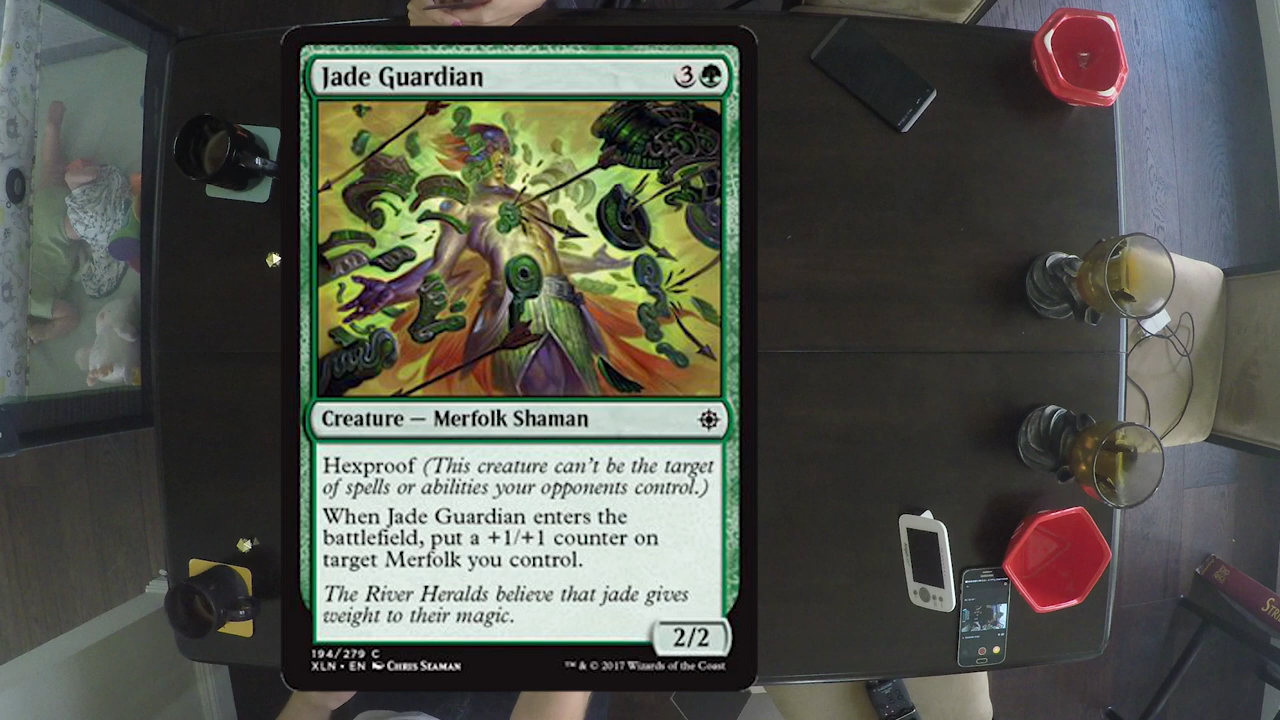 Jade Guardian 3
Creature — Merfolk Shaman
Hexproof (This creature can't be the target
of spells or abilities your opponents control.)
When Jade Guardian enters the
battlefield, put a +1/+1 counter on
target Merfolk you control.
The River Heralds believe that jade gives
weight to their magic.
2/2
194/279 C
XLN • EN Chris Seaman
™ & © 2017 Wizards of the Coast